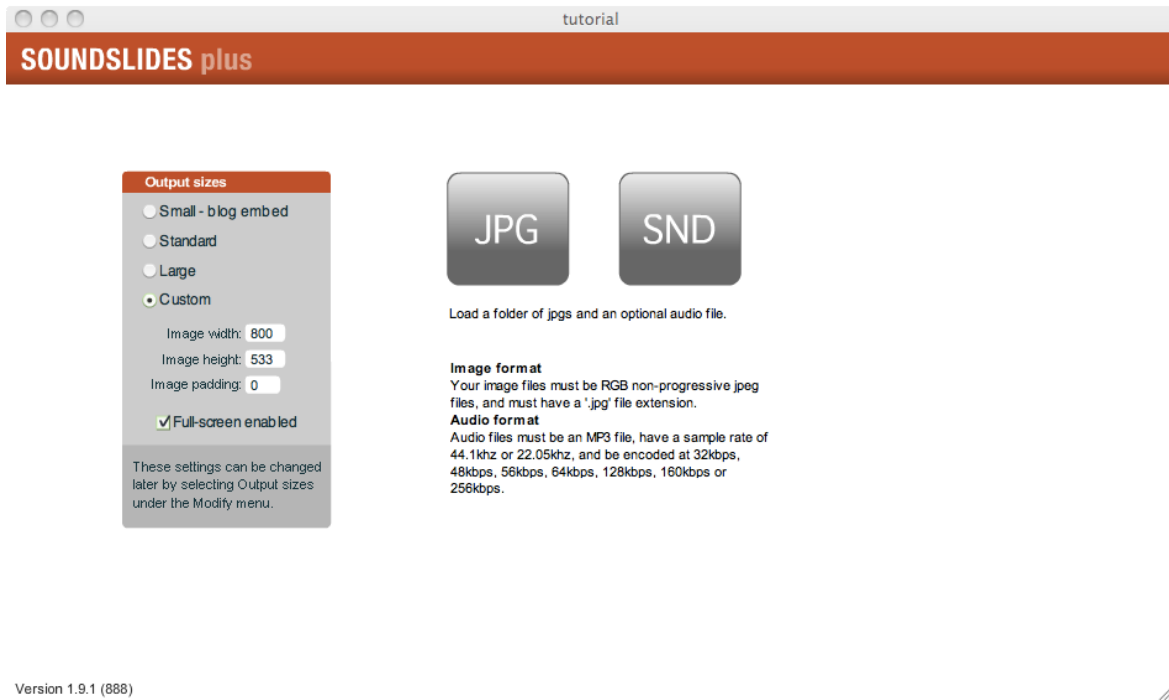 tutorial
SOUNDSLIDES plus
Output sizes
Small - blog embed
Standard
Large
Custom
Image width: 800
Image height: 533
Image padding: 0
Full-screen enabled
These settings can be changed
later by selecting Output sizes
under the Modify menu.
JPG
SND
Load a folder of jpgs and an optional audio file.
Image format
Your image files must be RGB non-progressive jpeg
files, and must have a '.jpg' file extension.
Audio format
Audio files must be an MP3 file, have a sample rate of
44.1khz or 22.05khz, and be encoded at 32kbps,
48kbps, 56kbps, 64kbps, 128kbps, 160kbps or
256kbps.
Version 1.9.1 (888)